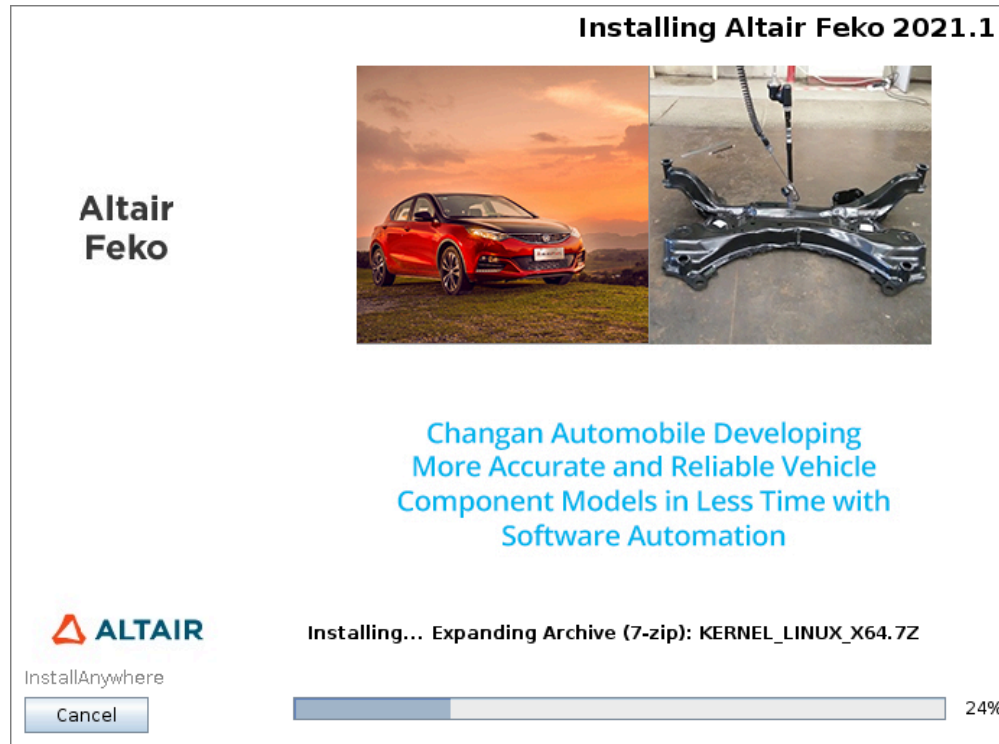 Installing Altair Feko 2021.1
Altair
Feko
Changan Automobile Developing
More Accurate and Reliable Vehicle
Component Models in Less Time with
Software Automation
ALTAIR
Installing... Expanding Archive (7-zip): KERNEL_LINUX_X64.7Z
InstallAnywhere
Cancel
24%